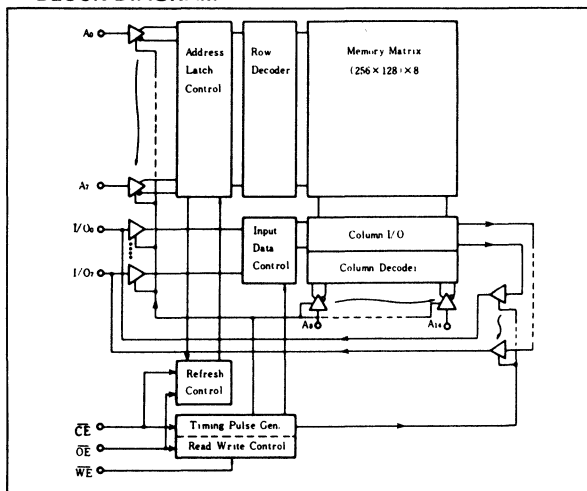 BLOCK DIAGRAM
A0
Address
Latch
Control
Row
Decoder
Memory Matrix
(256×128)×8
A7
I/O0
I/O7
Input
Data
Control
Column I/O
Column Decoder
A8
A14
Refresh
Control
CE
OE
WE
Timing Pulse Gen.
Read Write Control